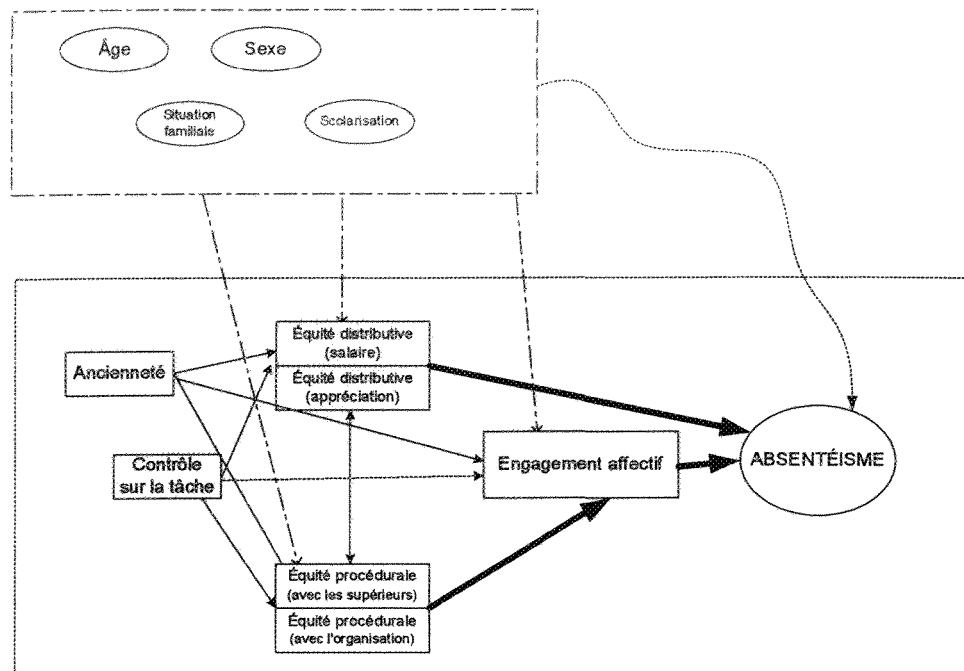 Âge
Sexe
Situation
familiale
Scolarisation
Ancienneté
Équité distributive
(salaire)
Équité distributive
(appréciation)
Contrôle
sur la tâche
Engagement affectif
ABSENTÉISME
Équité procédurale
(avec les supérieurs)
Équité procédurale
(avec l'organisation)